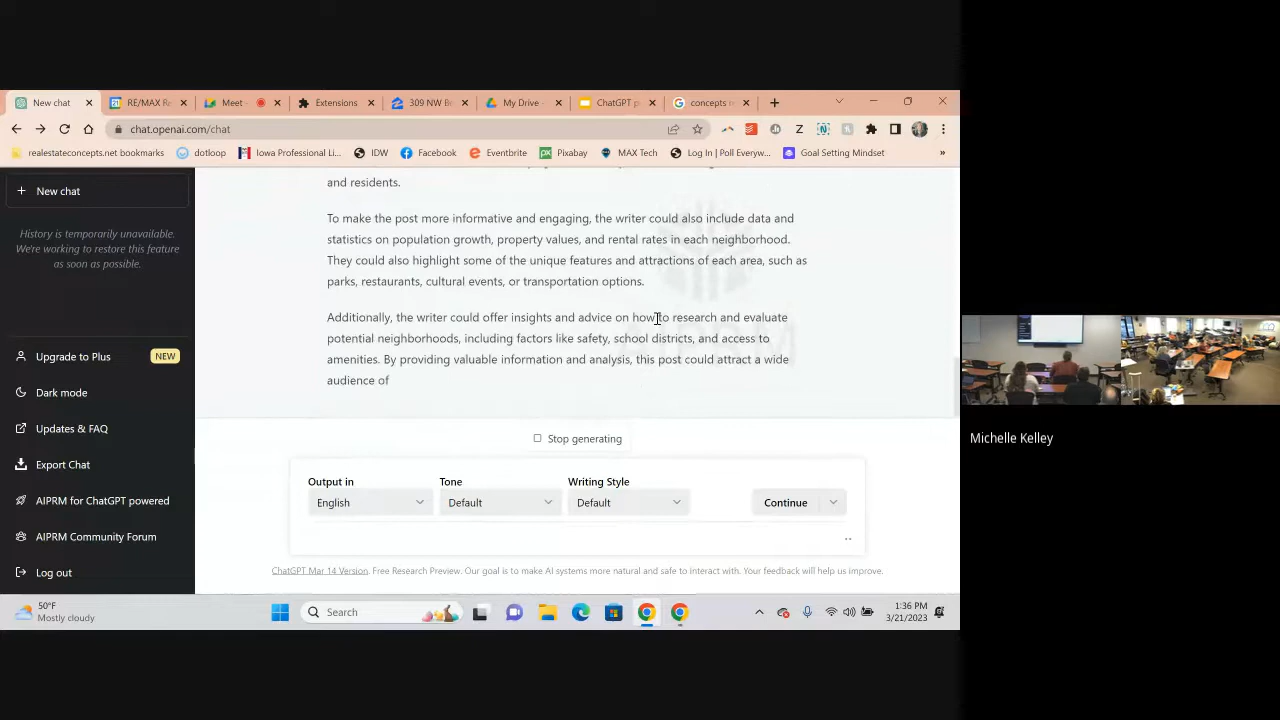 New chat
RE/MAX Re
Meet -
Extensions
309 NW B
My Drive -
ChatGPT p
concepts r
chat.openai.com/chat
realestateconcepts.net bookmarks
dotloop
Iowa Professional Li...
IDW
Facebook
Eventbrite
Pixabay
MAX Tech
Log In | Poll Everyw...
Goal Setting Mindset
»
New chat
History is temporarily unavailable.
We're working to restore this feature
as soon as possible.
Upgrade to Plus
NEW
Dark mode
Updates & FAQ
Export Chat
AIPRM for ChatGPT powered
AIPRM Community Forum
Log out
and residents.
To make the post more informative and engaging, the writer could also include data and
statistics on population growth, property values, and rental rates in each neighborhood.
They could also highlight some of the unique features and attractions of each area, such as
parks, restaurants, cultural events, or transportation options.
Additionally, the writer could offer insights and advice on how to research and evaluate
potential neighborhoods, including factors like safety, school districts, and access to
amenities. By providing valuable information and analysis, this post could attract a wide
audience of
Stop generating
Output in
Tone
Writing Style
English
Default
Default
Continue
ChatGPT Mar 14 Version. Free Research Preview. Our goal is to make AI systems more natural and safe to interact with. Your feedback will help us improve.
50°F
Mostly cloudy
Search
1:36 PM
3/21/2023
Michelle Kelley